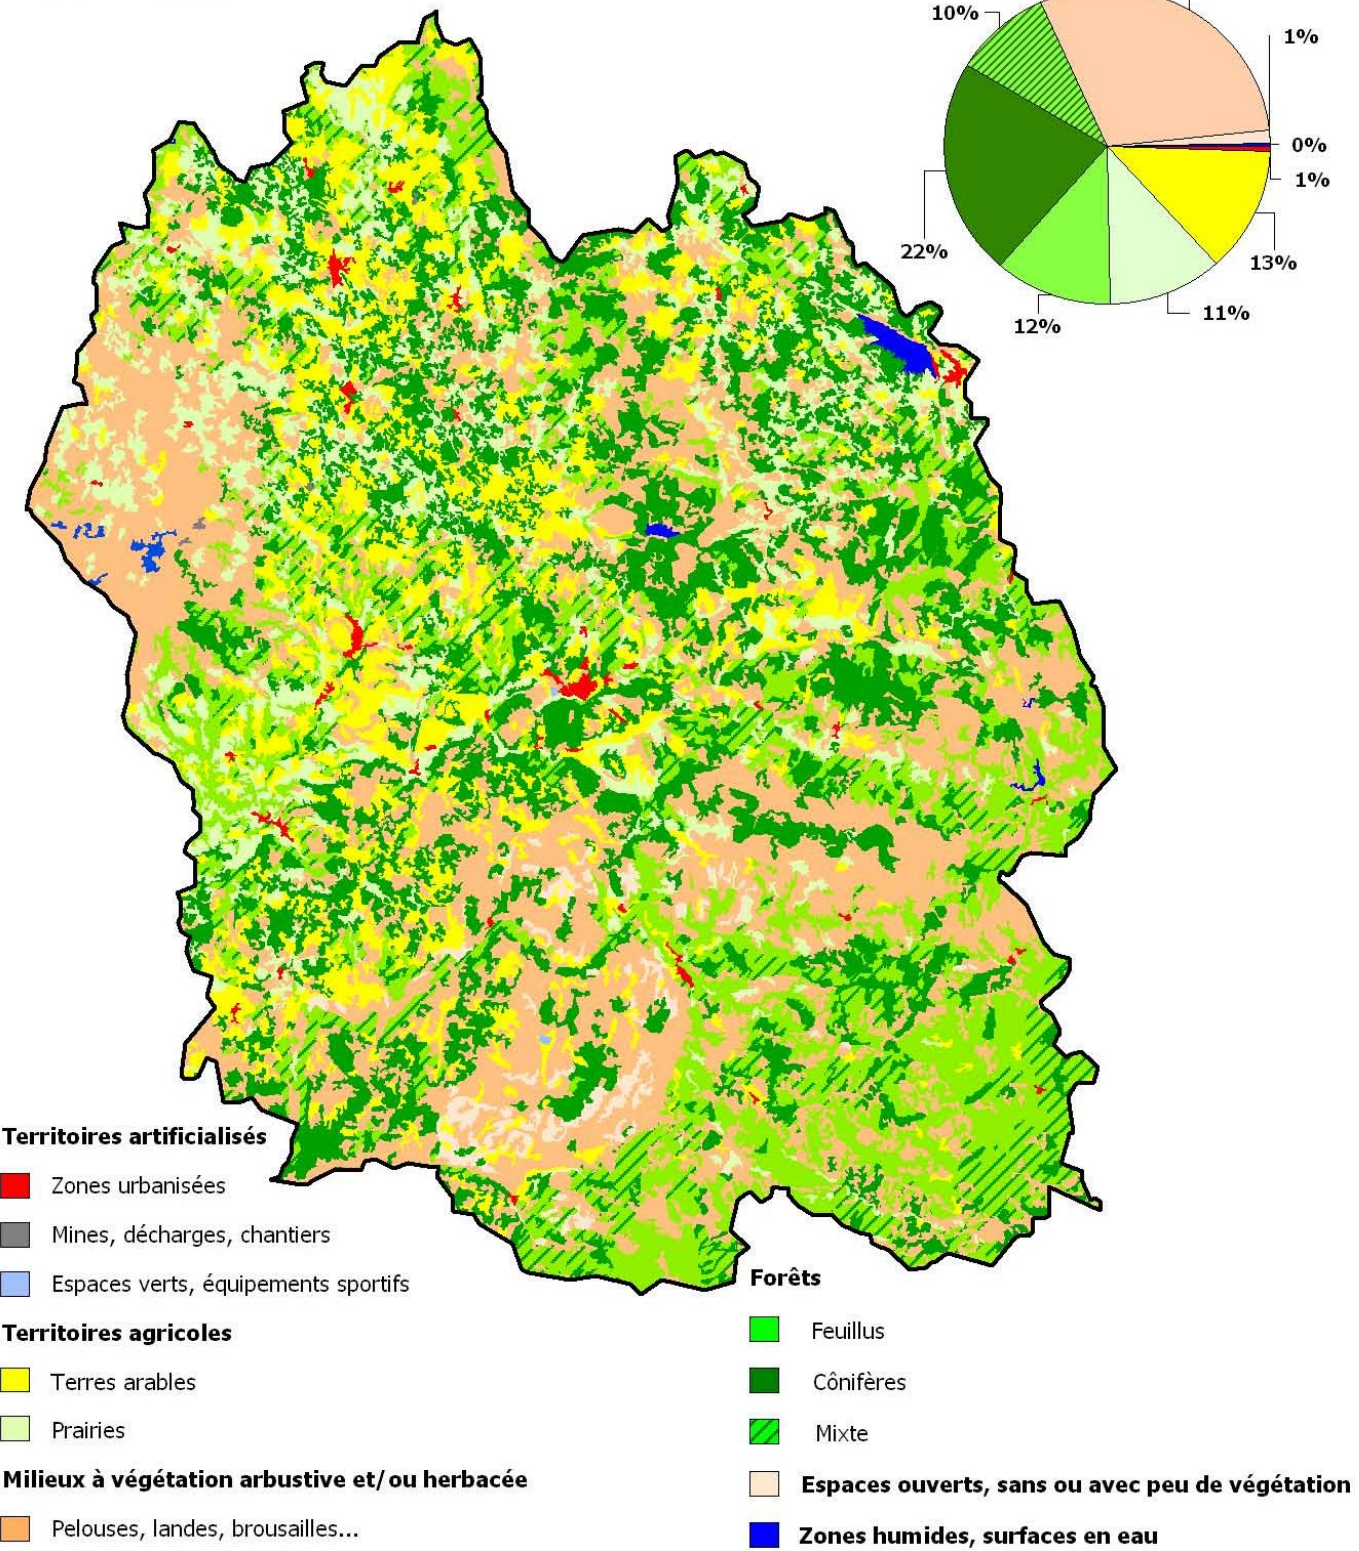 10%
1%
0%
1%
22%
13%
12%
11%
Territoires artificialisés
Zones urbanisées
Mines, décharges, chantiers
Espaces verts, équipements sportifs
Territoires agricoles
Terres arables
Prairies
Milieux à végétation arbustive et/ou herbacée
Pelouses, landes, brousailles...
Forêts
Feuillus
Cônifères
Mixte
Espaces ouverts, sans ou avec peu de végétation
Zones humides, surfaces en eau